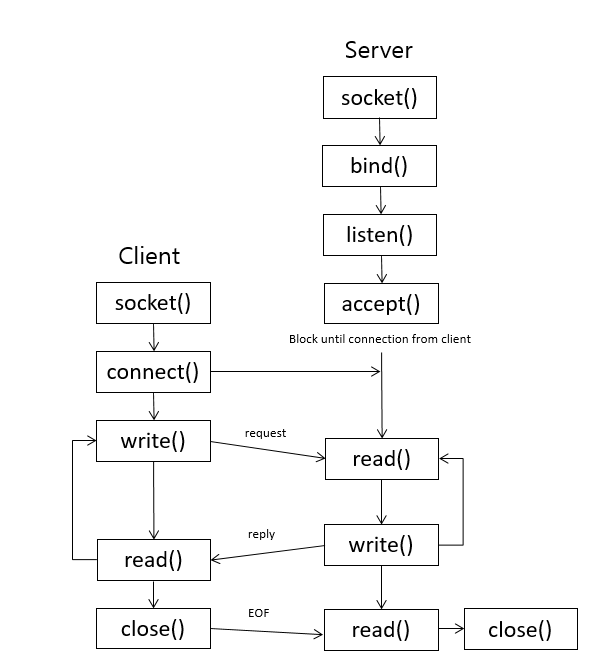 Server
socket()
bind()
listen()
accept()
Block until connection from client
Client
socket()
connect()
write()
request
read()
write()
reply
read()
close()
EOF
read()
close()